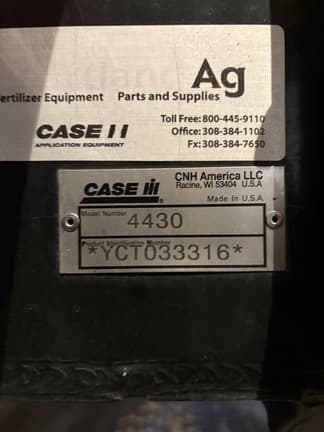 Ag
Fertilizer Equipment Parts and Supplies
Toll Free: 800-445-9110
Office: 308-384-1102
Fx: 308-384-7650
CASE IH
APPLICATION EQUIPMENT
CASE IH
CNH America LLC
Racine, WI 53404 U.S.A
Made In U.S.A.
Model Number
4430
Product Identification Number
*YCT033316*